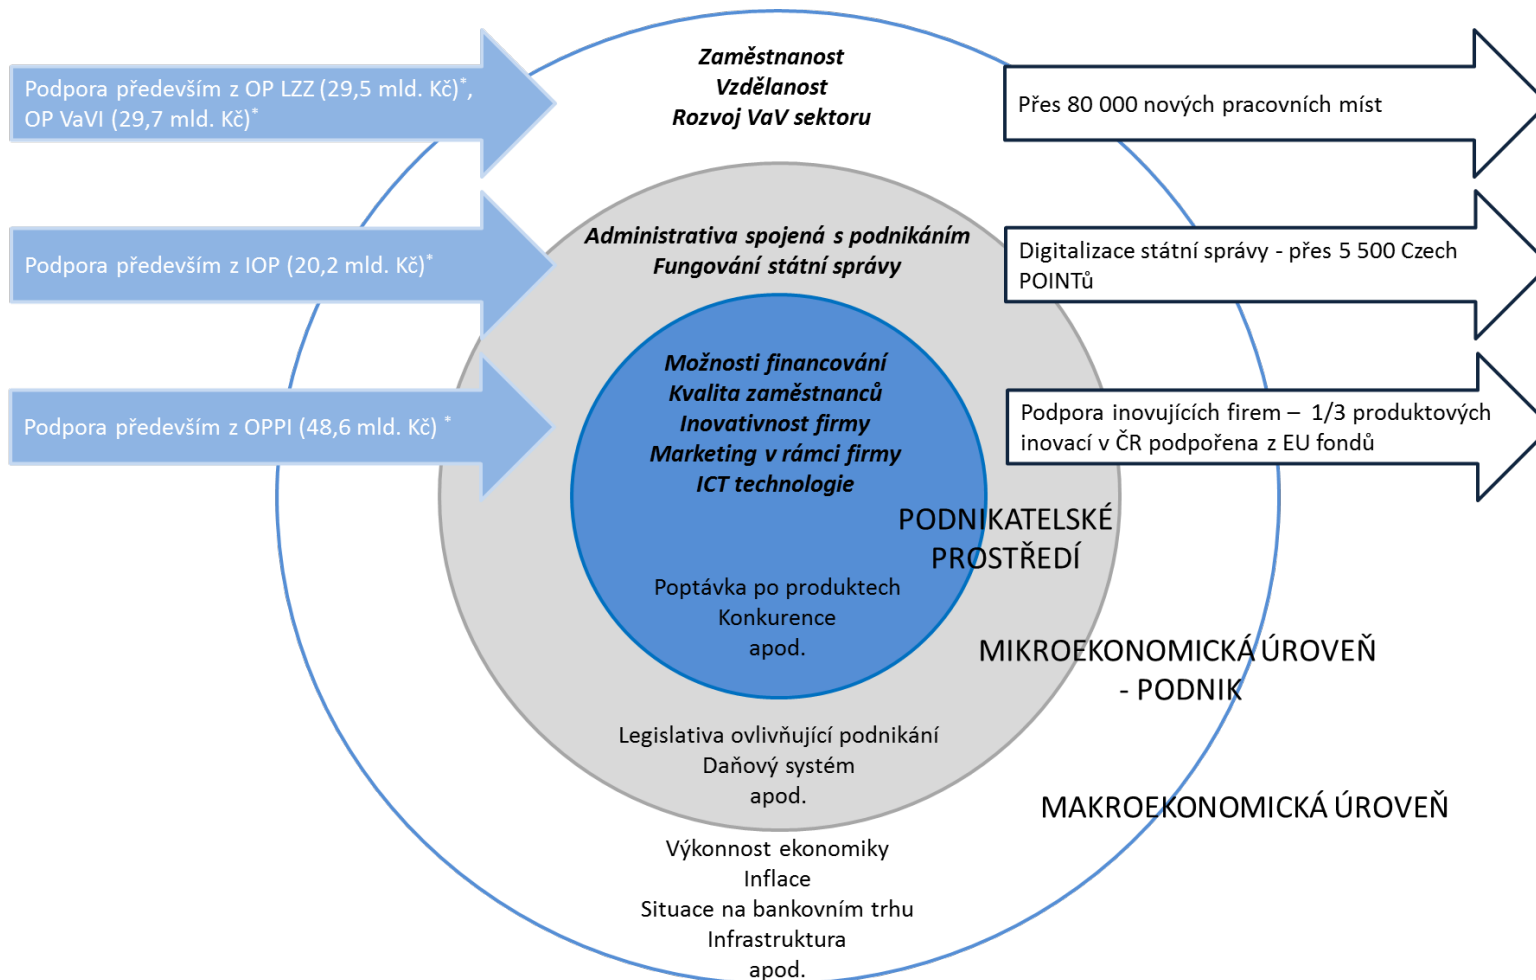 Podpora především z OP LZZ (29,5 mld. Kč)*,
OP VaVI (29,7 mld. Kč)*
Zaměstnanost
Vzdělanost
Rozvoj VaV sektoru
Přes 80 000 nových pracovních míst
Podpora především z IOP (20,2 mld. Kč)*
Administrativa spojená s podnikáním
Fungování státní správy
Digitalizace státní správy - přes 5 500 Czech
POINTů
Podpora především z OPPI (48,6 mld. Kč) *
Možnosti financování
Kvalita zaměstnanců
Inovativnost firmy
Marketing v rámci firmy
ICT technologie
Podpora inovujících firem – 1/3 produktových
inovací v ČR podpořena z EU fondů
PODNIKATELSKÉ
PROSTŘEDÍ
Poptávka po produktech
Konkurence
apod.
MIKROEKONOMICKÁ ÚROVEŇ
- PODNIK
Legislativa ovlivňující podnikání
Daňový systém
apod.
MAKROEKONOMICKÁ ÚROVEŇ
Výkonnost ekonomiky
Inflace
Situace na bankovním trhu
Infrastruktura
apod.